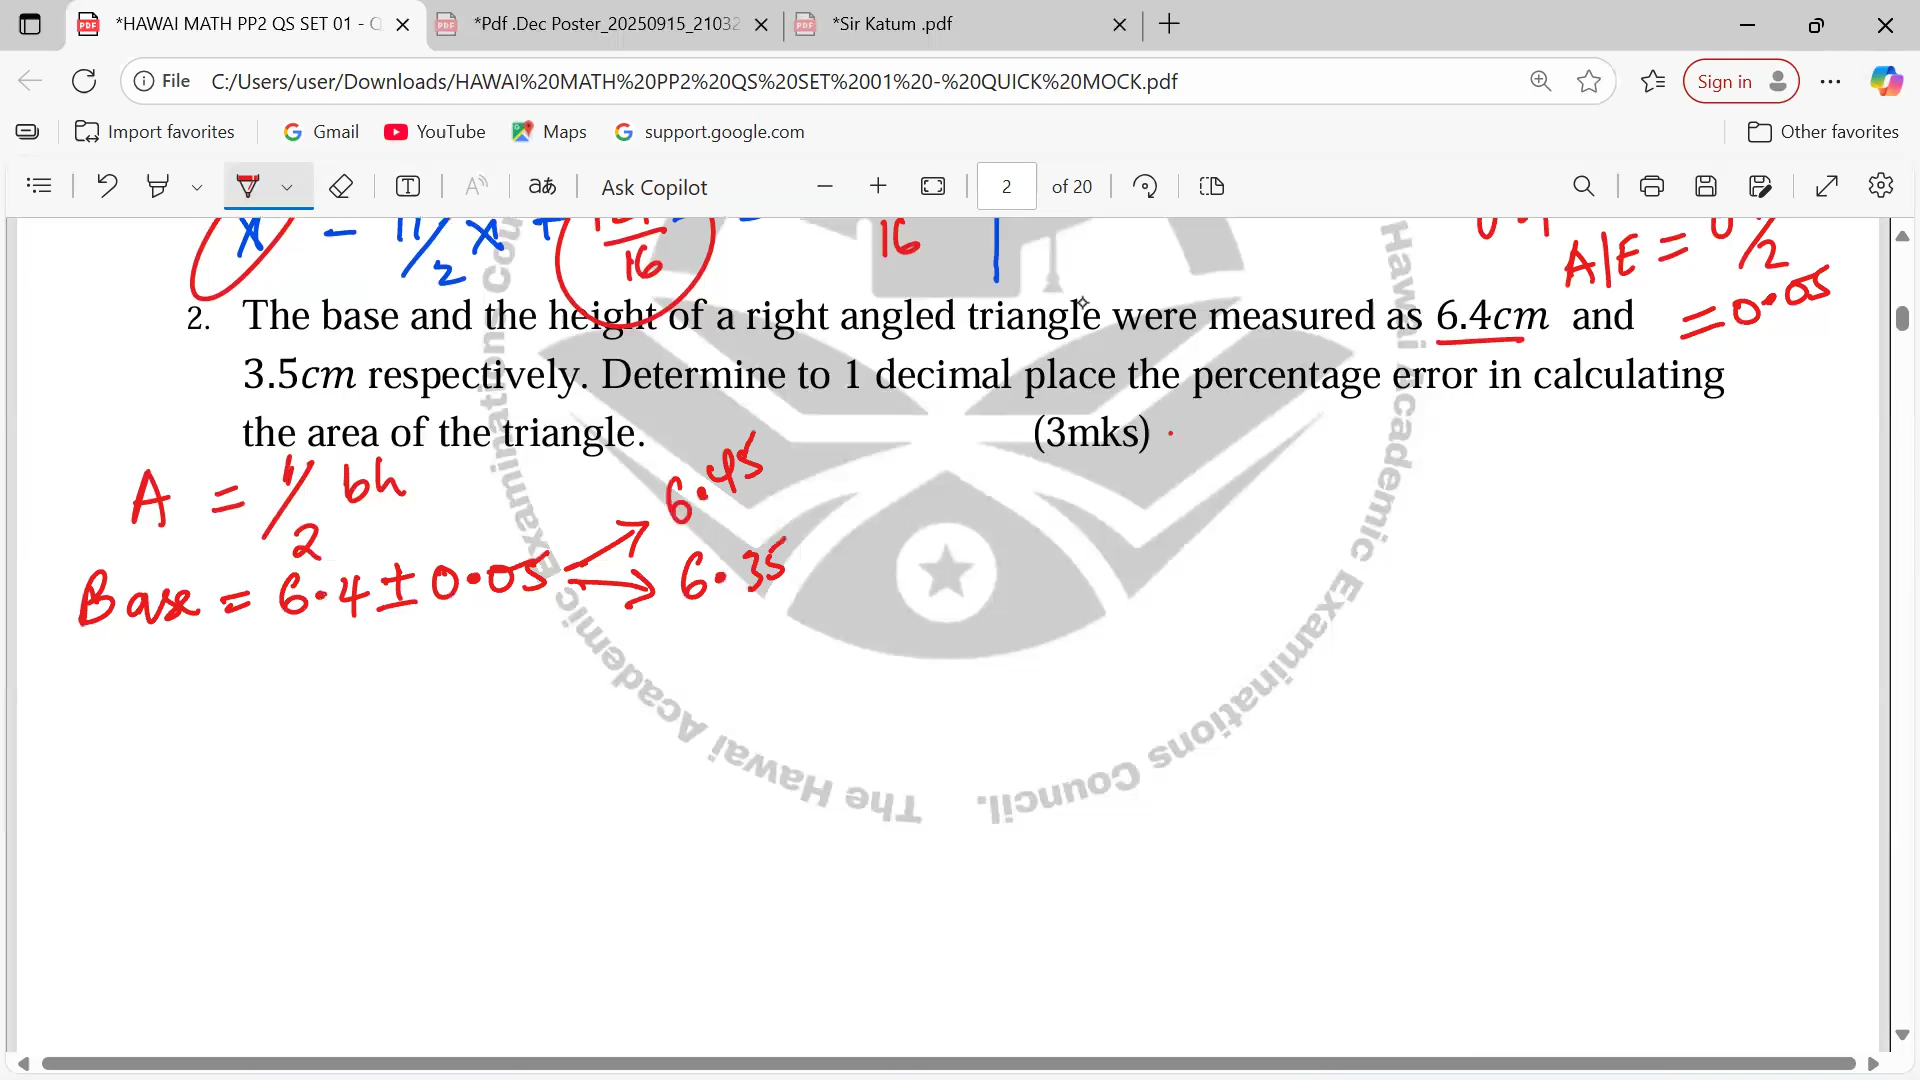 *HAWAI MATH PP2 QS SET 01 - Q
*Pdf .Dec Poster_20250915_21032
*Sir Katum .pdf
File C:/Users/user/Downloads/HAWAI%20MATH%20PP2%20QS%20SET%2001%20-%20QUICK%20MOCK.pdf
Sign in
Import favorites
Gmail
YouTube
Maps
support.google.com
Other favorites
Ask Copilot
2 of 20
x - 11/2 x +
16
16
A|E =
/2
= 0.05
2. The base and the height of a right angled triangle were measured as 6.4cm and
3.5cm respectively. Determine to 1 decimal place the percentage error in calculating
the area of the triangle. (3mks)
A = 1/2 bh
6.45
Base = 6.4 ± 0.05
6.35
The Hawai Academic Examinations Council.